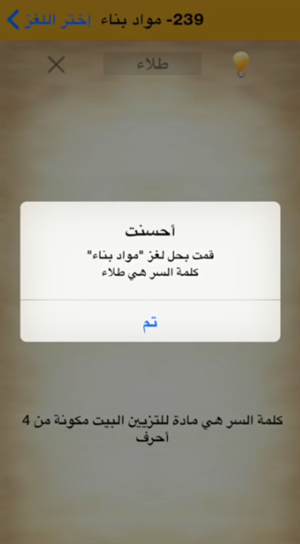 239- مواد بناء إختر اللغز
طلاء
أحسنت
قمت بحل لغز "مواد بناء"
كلمة السر هي طلاء
تم
كلمة السر هي مادة للتزيين البيت مكونة من 4
أحرف